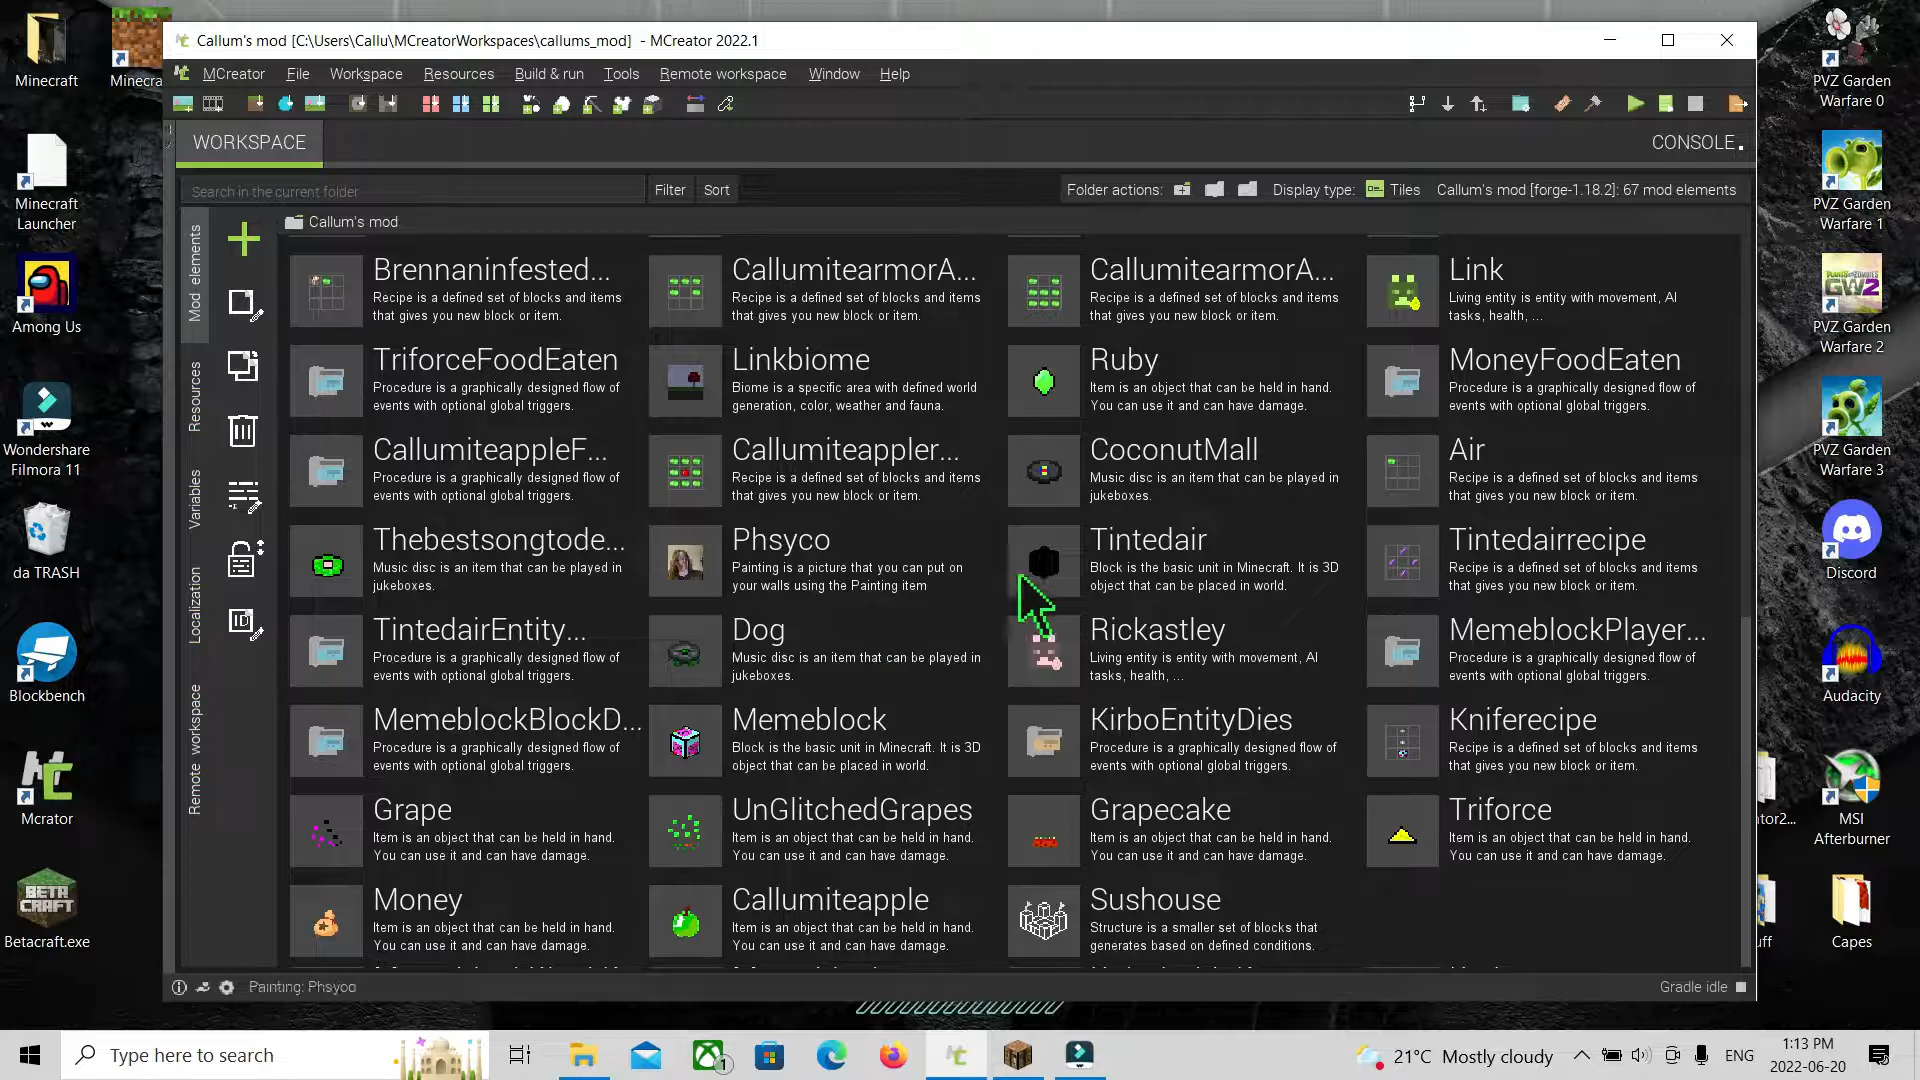 Callum's mod [C:\Users\Callu\MCreatorWorkspaces\callums_mod]  - MCreator 2022.1
MCreator File Workspace Resources Build & run Tools Remote workspace Window Help
WORKSPACE
CONSOLE
Search in the current folder
Filter Sort
Folder actions: Display type: Tiles Callum's mod [forge-1.18.2]: 67 mod elements
Mod elements
Resources
Variables
Localization
Remote workspace
Callum's mod
Brennaninfested...
Recipe is a defined set of blocks and items
that gives you new block or item.
CallumitearmorA...
Recipe is a defined set of blocks and items
that gives you new block or item.
CallumitearmorA...
Recipe is a defined set of blocks and items
that gives you new block or item.
Link
Living entity is entity with movement, AI
tasks, health, ...
TriforceFoodEaten
Procedure is a graphically designed flow of
events with optional global triggers.
Linkbiome
Biome is a specific area with defined world
generation, color, weather and fauna.
Ruby
Item is an object that can be held in hand.
You can use it and can have damage.
MoneyFoodEaten
Procedure is a graphically designed flow of
events with optional global triggers.
CallumiteappleF...
Procedure is a graphically designed flow of
events with optional global triggers.
Callumiteappler...
Recipe is a defined set of blocks and items
that gives you new block or item.
CoconutMall
Music disc is an item that can be played in
jukeboxes.
Air
Recipe is a defined set of blocks and items
that gives you new block or item.
Thebestsongtode...
Music disc is an item that can be played in
jukeboxes.
Phsyco
Painting is a picture that you can put on
your walls using the Painting item
Tintedair
Block is the basic unit in Minecraft. It is 3D
object that can be placed in world.
Tintedairrecipe
Recipe is a defined set of blocks and items
that gives you new block or item.
TintedairEntity...
Procedure is a graphically designed flow of
events with optional global triggers.
Dog
Music disc is an item that can be played in
jukeboxes.
Rickastley
Living entity is entity with movement, AI
tasks, health, ...
MemeblockPlayer...
Procedure is a graphically designed flow of
events with optional global triggers.
MemeblockBlockD...
Procedure is a graphically designed flow of
events with optional global triggers.
Memeblock
Block is the basic unit in Minecraft. It is 3D
object that can be placed in world.
KirboEntityDies
Procedure is a graphically designed flow of
events with optional global triggers.
Kniferecipe
Recipe is a defined set of blocks and items
that gives you new block or item.
Grape
Item is an object that can be held in hand.
You can use it and can have damage.
UnGlitchedGrapes
Item is an object that can be held in hand.
You can use it and can have damage.
Grapecake
Item is an object that can be held in hand.
You can use it and can have damage.
Triforce
Item is an object that can be held in hand.
You can use it and can have damage.
Money
Item is an object that can be held in hand.
You can use it and can have damage.
Callumiteapple
Item is an object that can be held in hand.
You can use it and can have damage.
Sushouse
Structure is a smaller set of blocks that
generates based on defined conditions.
Painting: Phsyco
Gradle idle
Minecraft
Minecra
Minecraft
Launcher
Among Us
Wondershare
Filmora 11
da TRASH
Blockbench
Mcrator
BETA
CRAFT
Betacraft.exe
PVZ Garden
Warfare 0
PVZ Garden
Warfare 1
GW2
PVZ Garden
Warfare 2
PVZ Garden
Warfare 3
Discord
Audacity
ator2...
MSI
Afterburner
uff
Capes
Type here to search
1
21°C Mostly cloudy
ENG
1:13 PM
2022-06-20